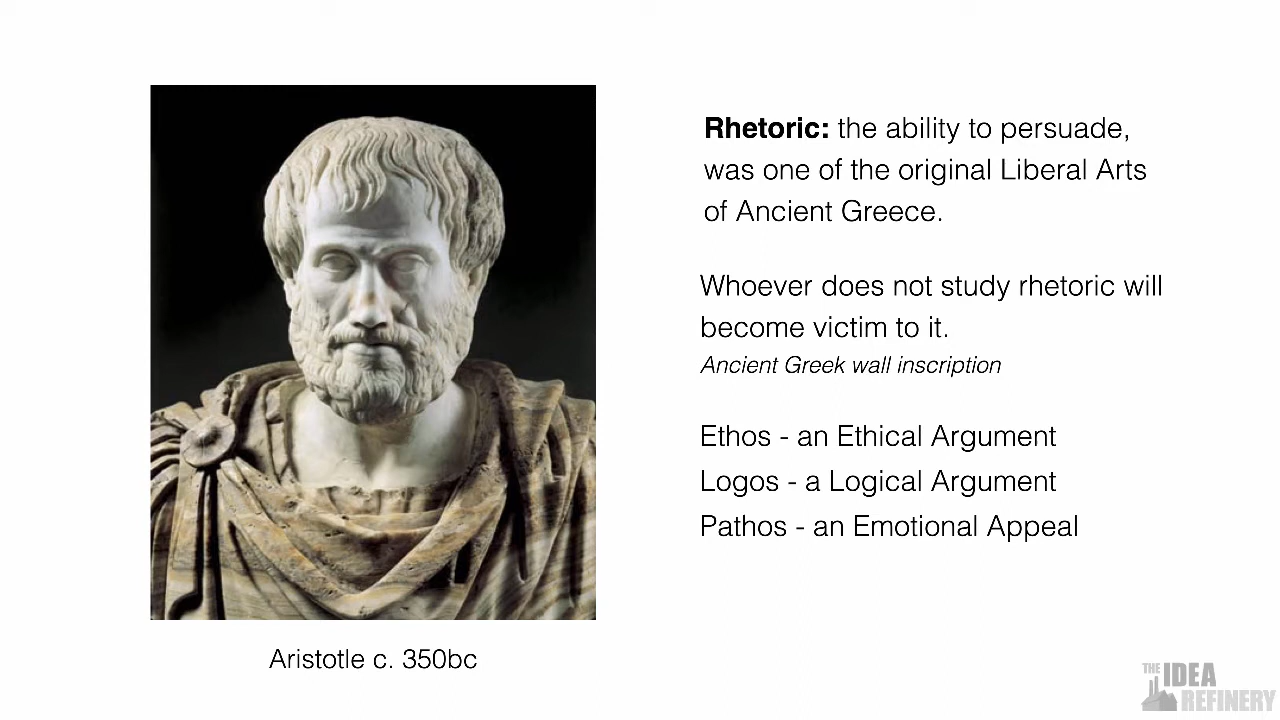 Rhetoric: the ability to persuade,
was one of the original Liberal Arts
of Ancient Greece.
Whoever does not study rhetoric will
become victim to it.
Ancient Greek wall inscription
Ethos - an Ethical Argument
Logos - a Logical Argument
Pathos - an Emotional Appeal
Aristotle c. 350bc
THE IDEA
REFINERY